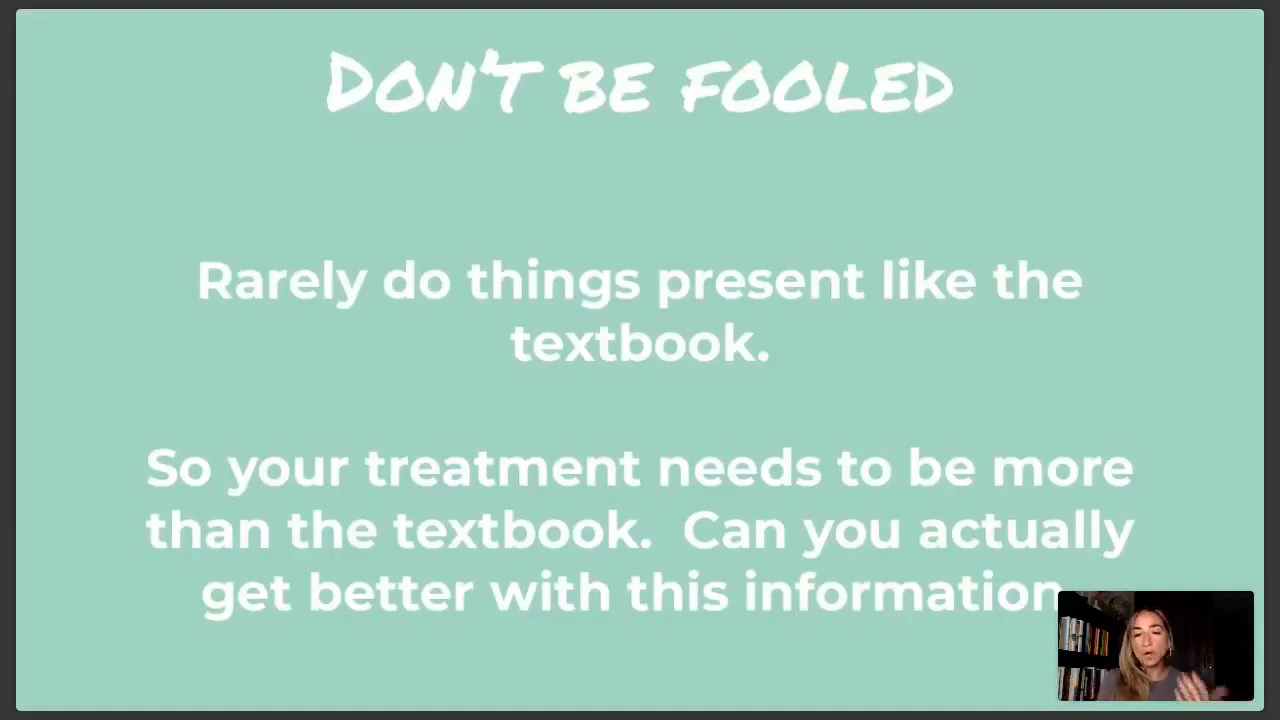 DON'T BE FOOLED
Rarely do things present like the
textbook.
So your treatment needs to be more
than the textbook.  Can you actually
get better with this information